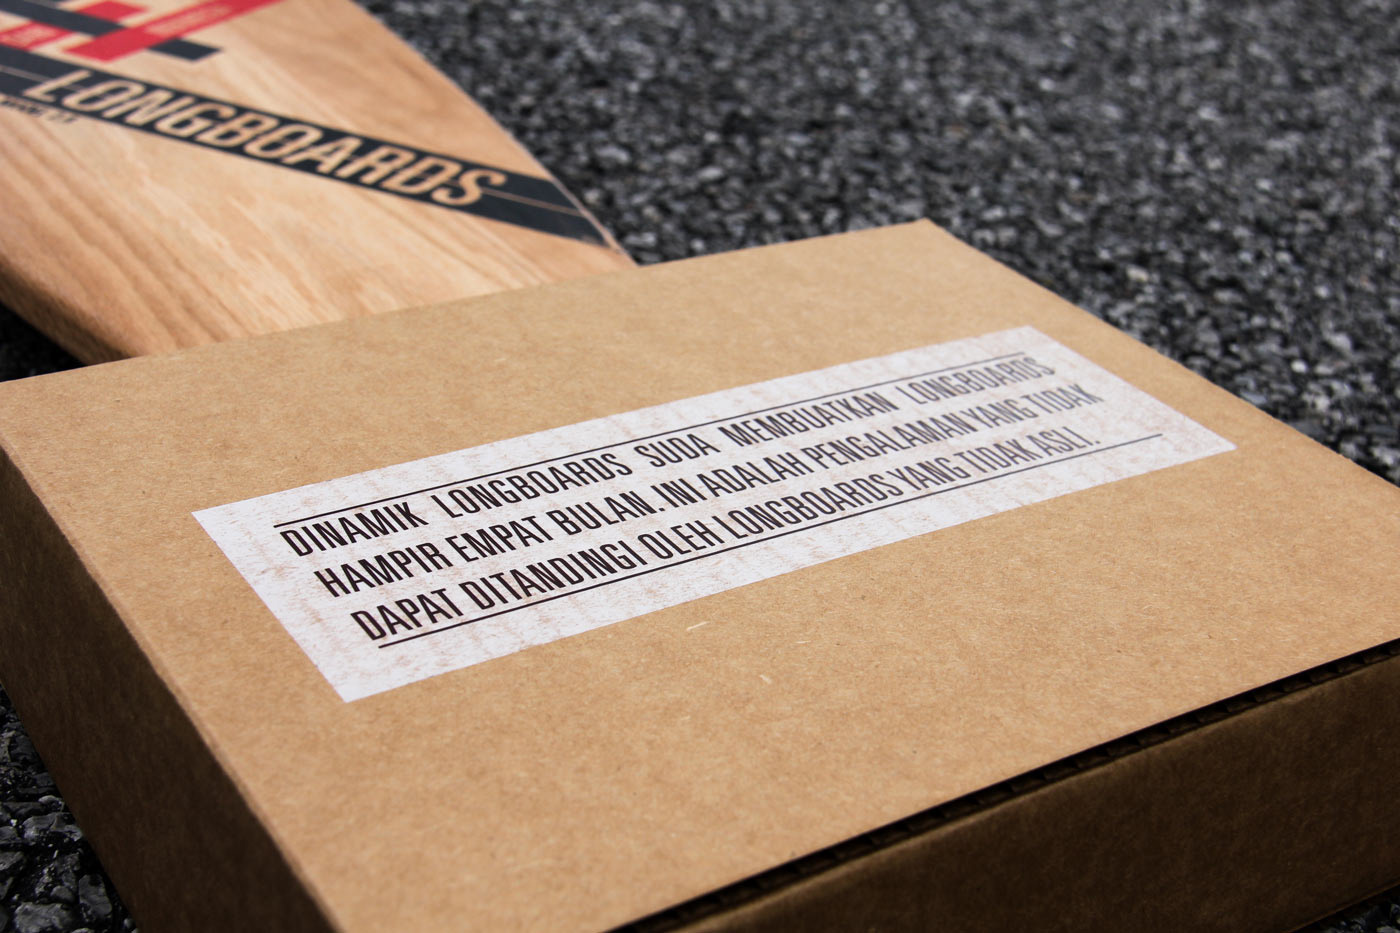 LONGBOARDS
DINAMIK LONGBOARDS SUDA MEMBUATKAN LONGBOARDS
HAMPIR EMPAT BULAN. INI ADALAH PENGALAMAN YANG TIDAK
DAPAT DITANDINGI OLEH LONGBOARDS YANG TIDAK ASLI.